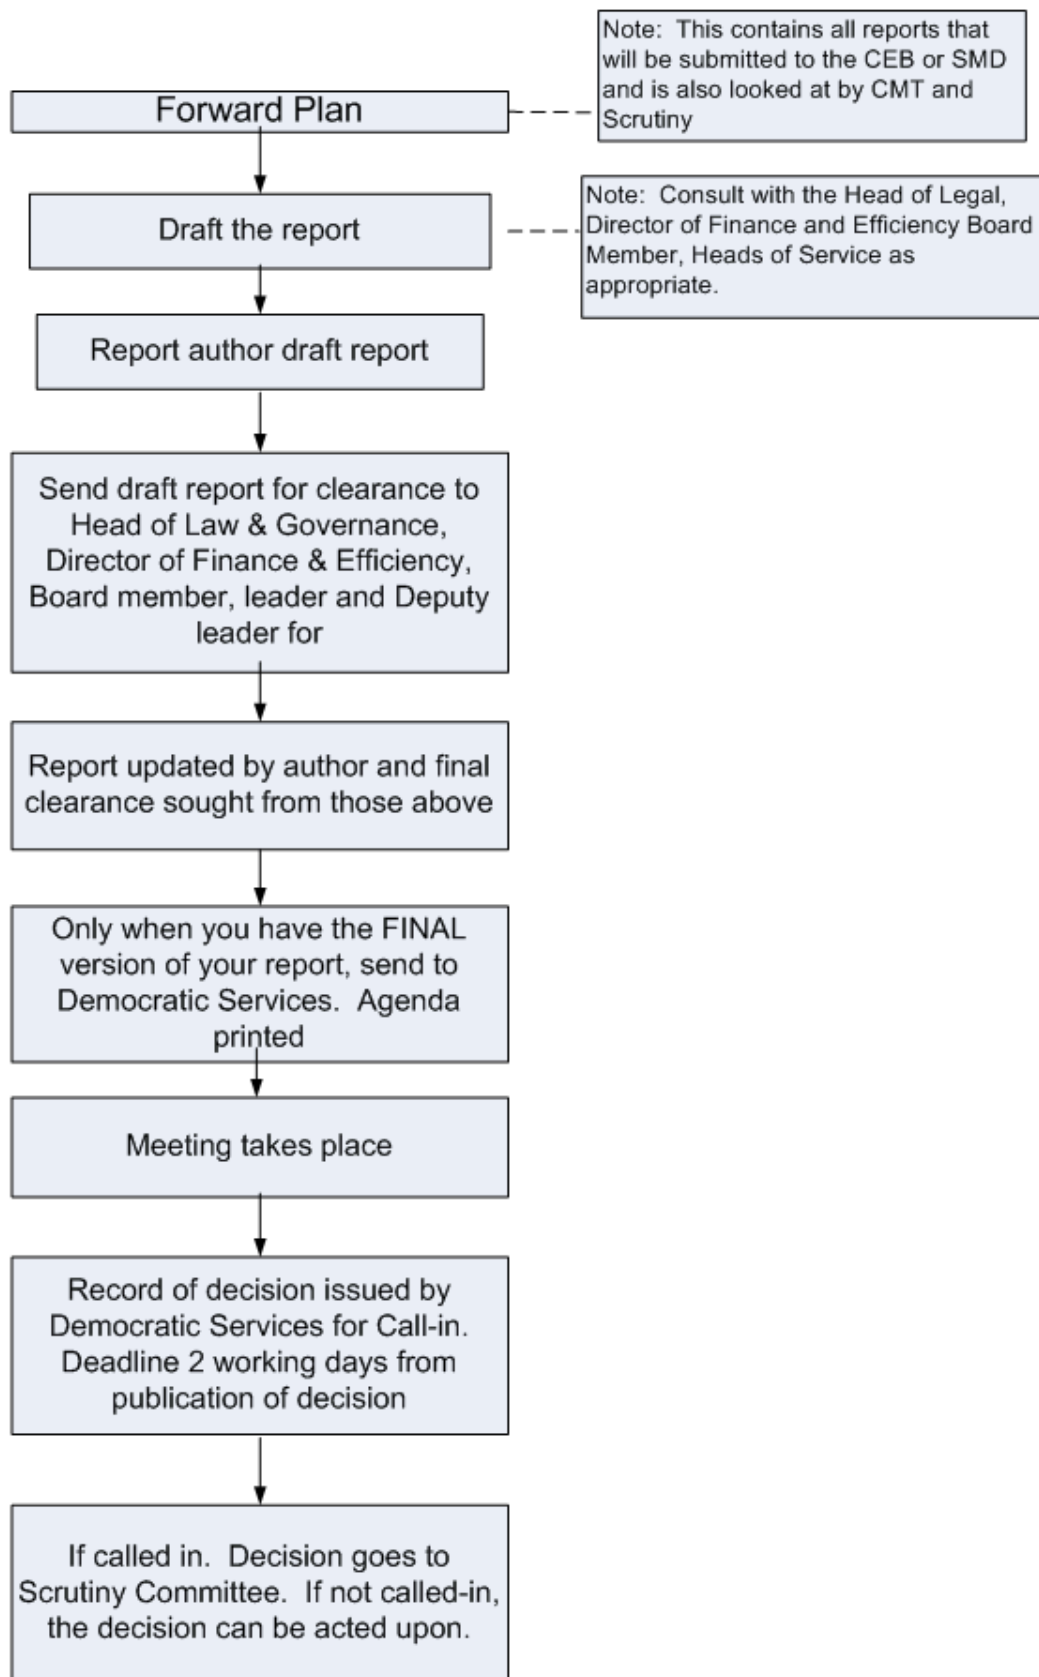 Forward Plan
Note:  This contains all reports that
will be submitted to the CEB or SMD
and is also looked at by CMT and
Scrutiny
Draft the report
Note:  Consult with the Head of Legal,
Director of Finance and Efficiency Board
Member, Heads of Service as
appropriate.
Report author draft report
Send draft report for clearance to
Head of Law & Governance,
Director of Finance & Efficiency,
Board member, leader and Deputy
leader for
Report updated by author and final
clearance sought from those above
Only when you have the FINAL
version of your report, send to
Democratic Services.  Agenda
printed
Meeting takes place
Record of decision issued by
Democratic Services for Call-in.
Deadline 2 working days from
publication of decision
If called in.  Decision goes to
Scrutiny Committee.  If not called-in,
the decision can be acted upon.